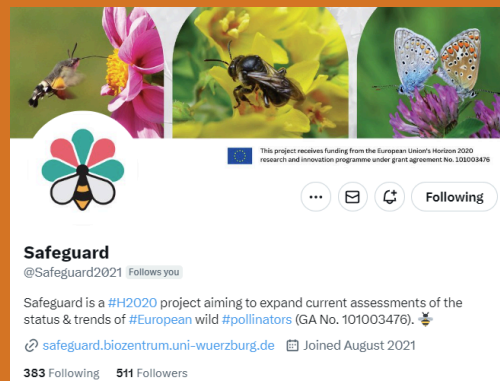 This project receives funding from the European Union's Horizon 2020
research and innovation programme under grant agreement No. 101003476
Following
Safeguard
@Safeguard2021 Follows you
Safeguard is a #H2020 project aiming to expand current assessments of the
status & trends of #European wild #pollinators (GA No. 101003476). 🐝
safeguard.biozentrum.uni-wuerzburg.de Joined August 2021
383 Following 511 Followers